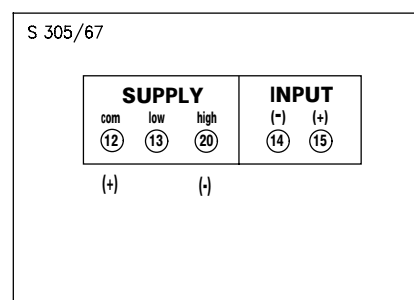 S 305/67
SUPPLY INPUT
com low high (-) (+)
12 13 20 14 15
(+) (-)